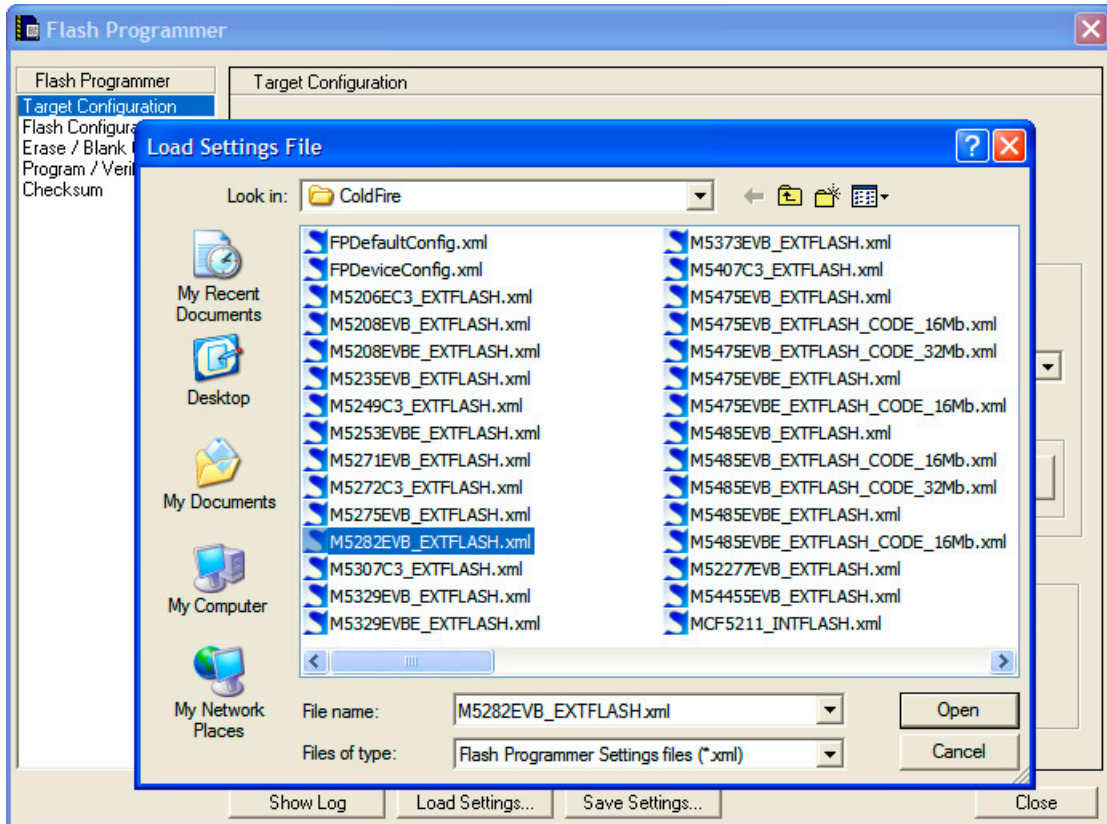 Flash Programmer
Flash Programmer
Target Configuration
Target Configuration
Flash Configura
Erase / Blank
Program / Veri
Checksum
Load Settings File
Look in:
ColdFire
My Recent
Documents
Desktop
My Documents
My Computer
My Network
Places
FPDefaultConfig.xml
FPDeviceConfig.xml
M5206EC3_EXTFLASH.xml
M5208EVB_EXTFLASH.xml
M5208EVBE_EXTFLASH.xml
M5235EVB_EXTFLASH.xml
M5249C3_EXTFLASH.xml
M5253EVBE_EXTFLASH.xml
M5271EVB_EXTFLASH.xml
M5272C3_EXTFLASH.xml
M5275EVB_EXTFLASH.xml
M5282EVB_EXTFLASH.xml
M5307C3_EXTFLASH.xml
M5329EVB_EXTFLASH.xml
M5329EVBE_EXTFLASH.xml
M5373EVB_EXTFLASH.xml
M5407C3_EXTFLASH.xml
M5475EVB_EXTFLASH.xml
M5475EVB_EXTFLASH_CODE_16Mb.xml
M5475EVB_EXTFLASH_CODE_32Mb.xml
M5475EVBE_EXTFLASH.xml
M5475EVBE_EXTFLASH_CODE_16Mb.xml
M5485EVB_EXTFLASH.xml
M5485EVB_EXTFLASH_CODE_16Mb.xml
M5485EVB_EXTFLASH_CODE_32Mb.xml
M5485EVBE_EXTFLASH.xml
M5485EVBE_EXTFLASH_CODE_16Mb.xml
M52277EVB_EXTFLASH.xml
M54455EVB_EXTFLASH.xml
MCF5211_INTFLASH.xml
File name:
M5282EVB_EXTFLASH.xml
Open
Files of type:
Flash Programmer Settings files (*.xml)
Cancel
Show Log
Load Settings...
Save Settings...
Close